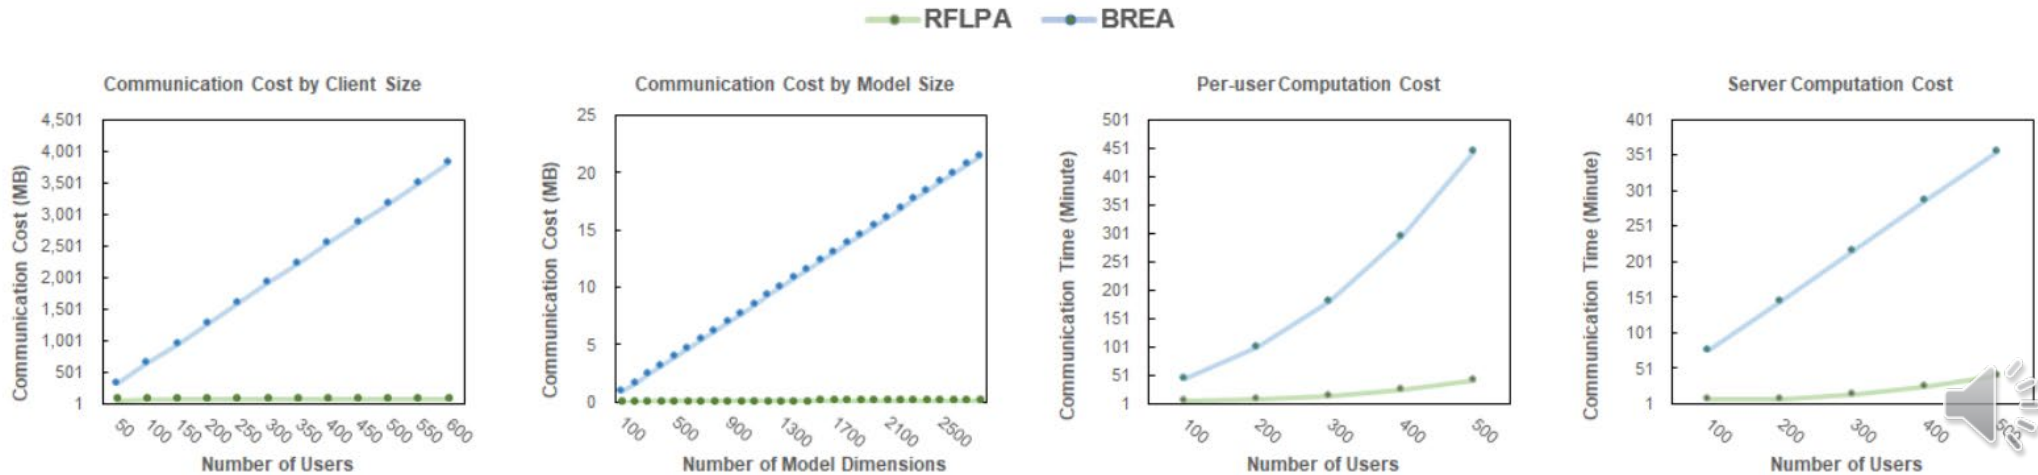 RFLPA BREA
Communication Cost by Client Size
Communication Cost (MB)
4,501
4,001
3,501
3,001
2,501
2,001
1,501
1,001
501
1
50 100 150 200 250 300 350 400 450 500 550 600
Number of Users
Communication Cost by Model Size
Communication Cost (MB)
25
20
15
10
5
0
100 500 900 1300 1700 2100 2500
Number of Model Dimensions
Per-user Computation Cost
Communication Time (Minute)
501
451
401
351
301
251
201
151
101
51
1
100 200 300 400 500
Number of Users
Server Computation Cost
Communication Time (Minute)
401
351
301
251
201
151
101
51
1
100 200 300 400
Number of Users